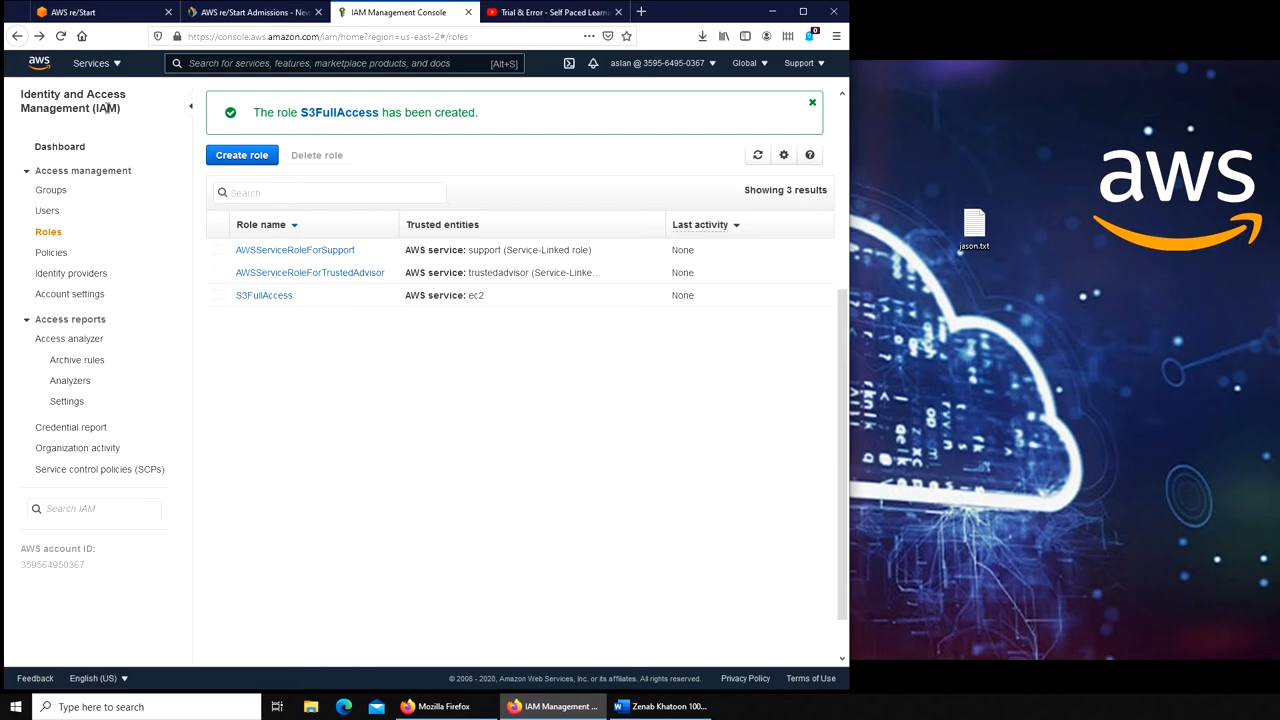 AWS re/Start
AWS re/Start Admissions - New
IAM Management Console
Trial & Error - Self Paced Learni
https://console.aws.amazon.com/iam/home?region=us-east-2#/roles
0
aws
Services
Search for services, features, marketplace products, and docs
[Alt+S]
aslan @ 3595-6495-0367
Global
Support
Identity and Access
Management (IAM)
Dashboard
Access management
Groups
Users
Roles
Policies
Identity providers
Account settings
Access reports
Access analyzer
Archive rules
Analyzers
Settings
Credential report
Organization activity
Service control policies (SCPs)
Search IAM
AWS account ID:
359564950367
The role S3FullAccess has been created.
Create role
Delete role
Search
Showing 3 results
Role name
Trusted entities
Last activity
AWSServiceRoleForSupport
AWS service: support (Service-Linked role)
None
AWSServiceRoleForTrustedAdvisor
AWS service: trustedadvisor (Service-Linke...
None
S3FullAccess
AWS service: ec2
None
Feedback
English (US)
© 2008 - 2020, Amazon Web Services, Inc. or its affiliates. All rights reserved.
Privacy Policy
Terms of Use
aws
jason.txt
Type here to search
Mozilla Firefox
IAM Management ...
Zenab Khatoon 100...